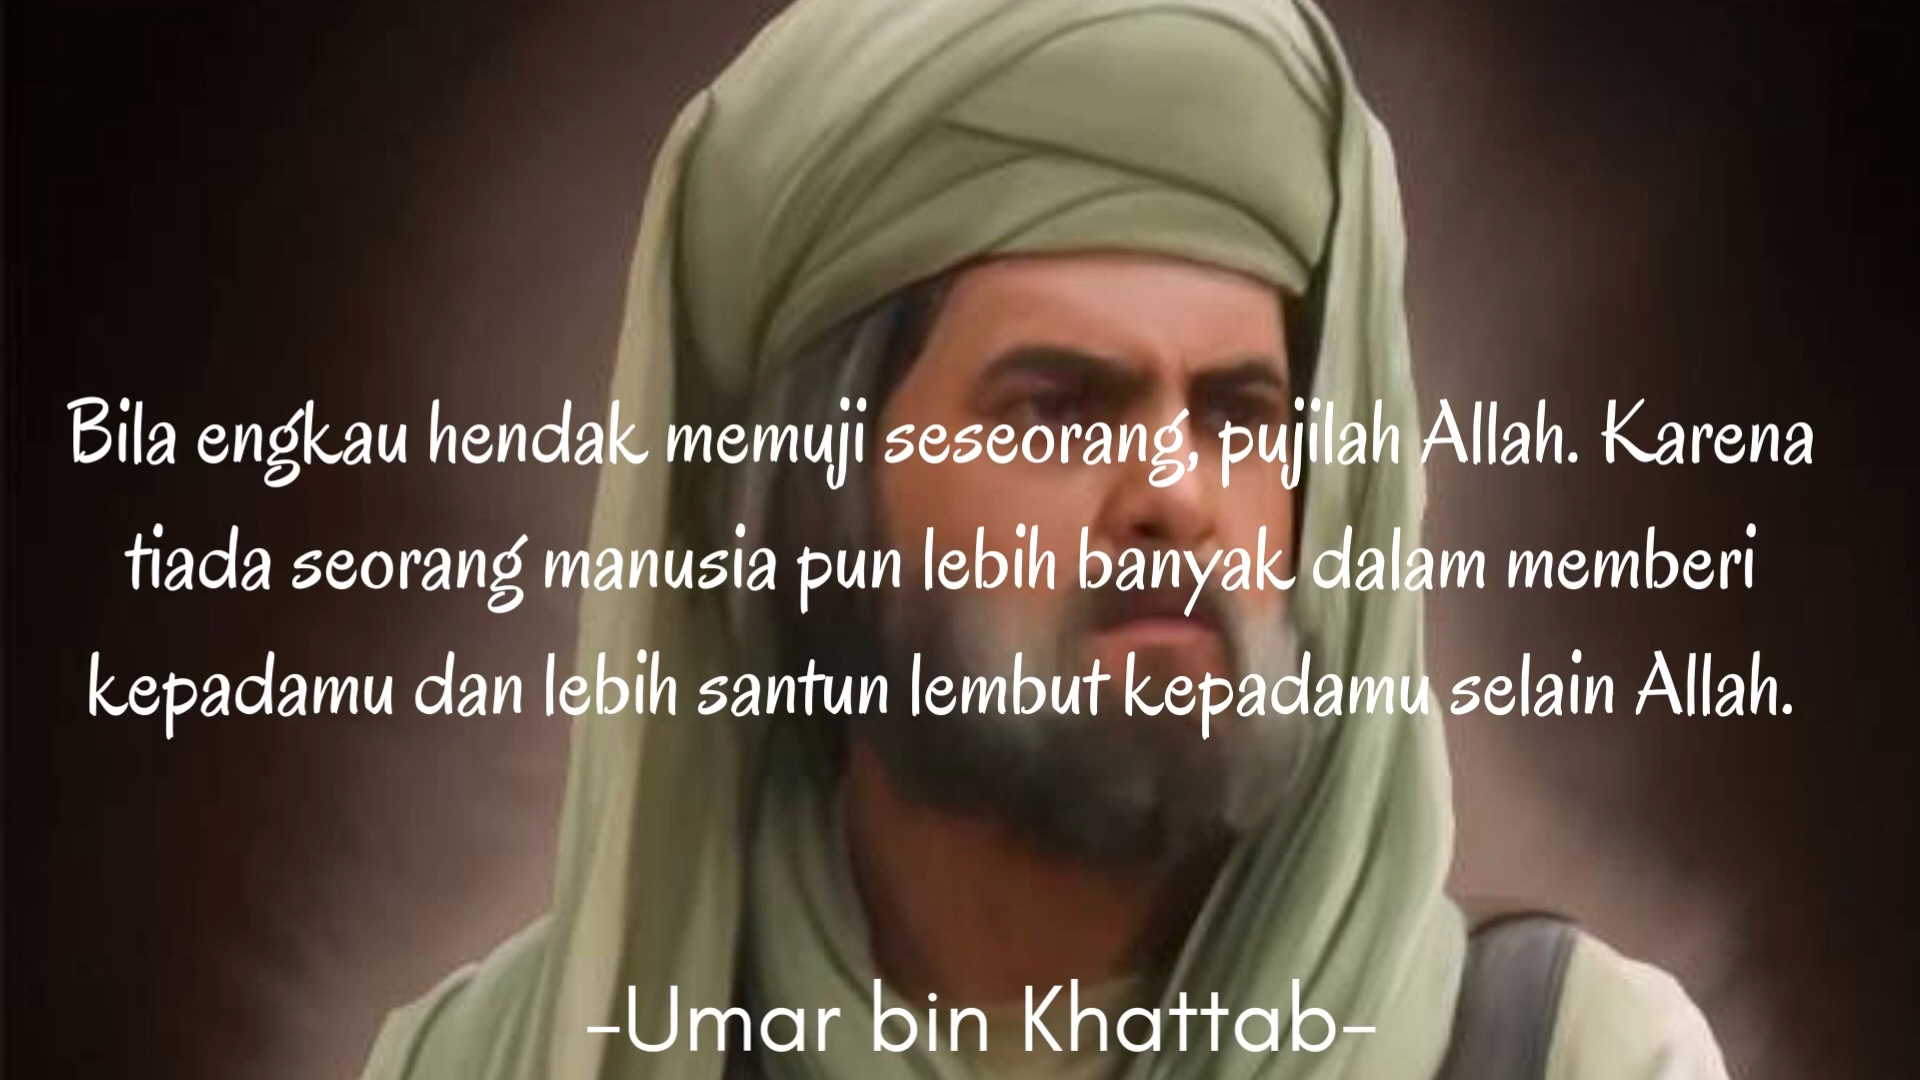 Bila engkau hendak memuji seseorang, pujilah Allah. Karena
tiada seorang manusia pun lebih banyak dalam memberi
kepadamu dan lebih santun lembut kepadamu selain Allah.
-Umar bin Khattab-